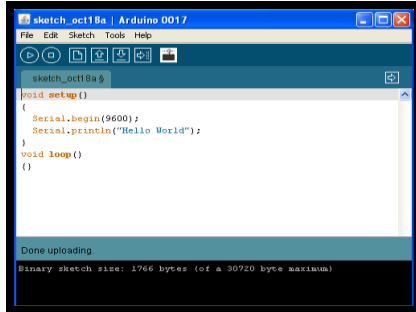 sketch_oct18a | Arduino 0017
File Edit Sketch Tools Help
sketch_oct18a §
void setup()
{
  Serial.begin(9600);
  Serial.println("Hello World");
}
void loop()
{}
Done uploading.
Binary sketch size: 1766 bytes (of a 30720 byte maximum)